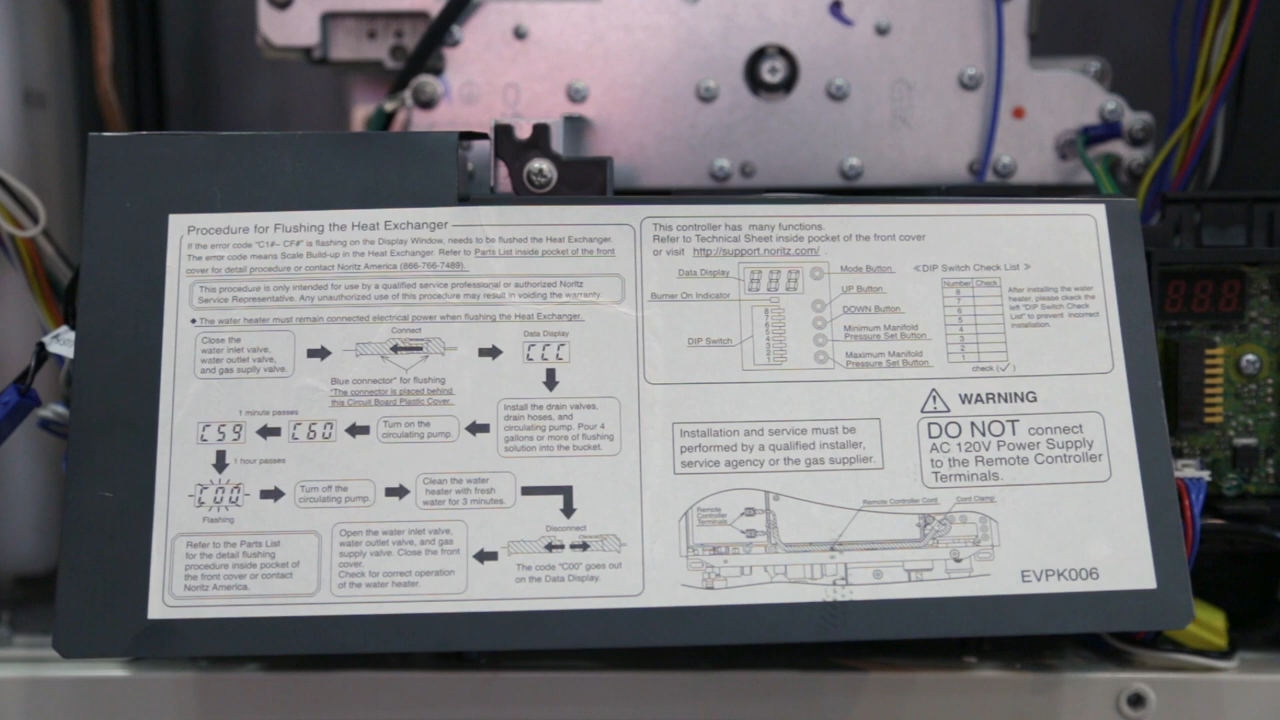 Procedure for Flushing the Heat Exchanger
If the error code "C1#– CF#" is flashing on the Display Window, needs to be flushed the Heat Exchanger.
The error code means Scale Build-up in the Heat Exchanger. Refer to Parts List inside pocket of the front
cover for detail procedure or contact Noritz America (866-766-7489).
This procedure is only intended for use by a qualified service professional or authorized Noritz
Service Representative. Any unauthorized use of this procedure may result in voiding the warranty.
◆ The water heater must remain connected electrical power when flushing the Heat Exchanger.
Close the
water inlet valve,
water outlet valve,
and gas suplly valve.
Connect
Blue connector* for flushing
*The connector is placed behind
this Circuit Board Plastic Cover.
Data Display
CCC
Install the drain valves,
drain hoses, and
circulating pump. Pour 4
gallons or more of flushing
solution into the bucket.
Turn on the
circulating pump.
C60
1 minute passes
C59
1 hour passes
C00
Flashing
Turn off the
circulating pump.
Clean the water
heater with fresh
water for 3 minutes.
Disconnect
The code "C00" goes out
on the Data Display.
Open the water inlet valve,
water outlet valve, and gas
supply valve. Close the front
cover.
Check for correct operation
of the water heater.
Refer to the Parts List
for the detail flushing
procedure inside pocket of
the front cover or contact
Noritz America.
This controller has many functions.
Refer to Technical Sheet inside pocket of the front cover
or visit http://support.noritz.com/
Data Display
888
Burner On Indicator
DIP Switch
8
7
6
5
4
3
2
1
Mode Button
UP Button
DOWN Button
Minimum Manifold
Pressure Set Button
Maximum Manifold
Pressure Set Button
≪DIP Switch Check List≫
Number Check
8
7
6
5
4
3
2
1
check (✓)
After installing the water
heater, please check the
left "DIP Switch Check
List" to prevent incorrect
installation.
Installation and service must be
performed by a qualified installer,
service agency or the gas supplier.
WARNING
DO NOT connect
AC 120V Power Supply
to the Remote Controller
Terminals.
Remote
Controller
Terminals
Remote Controller Cord
Cord Clamp
EVPK006